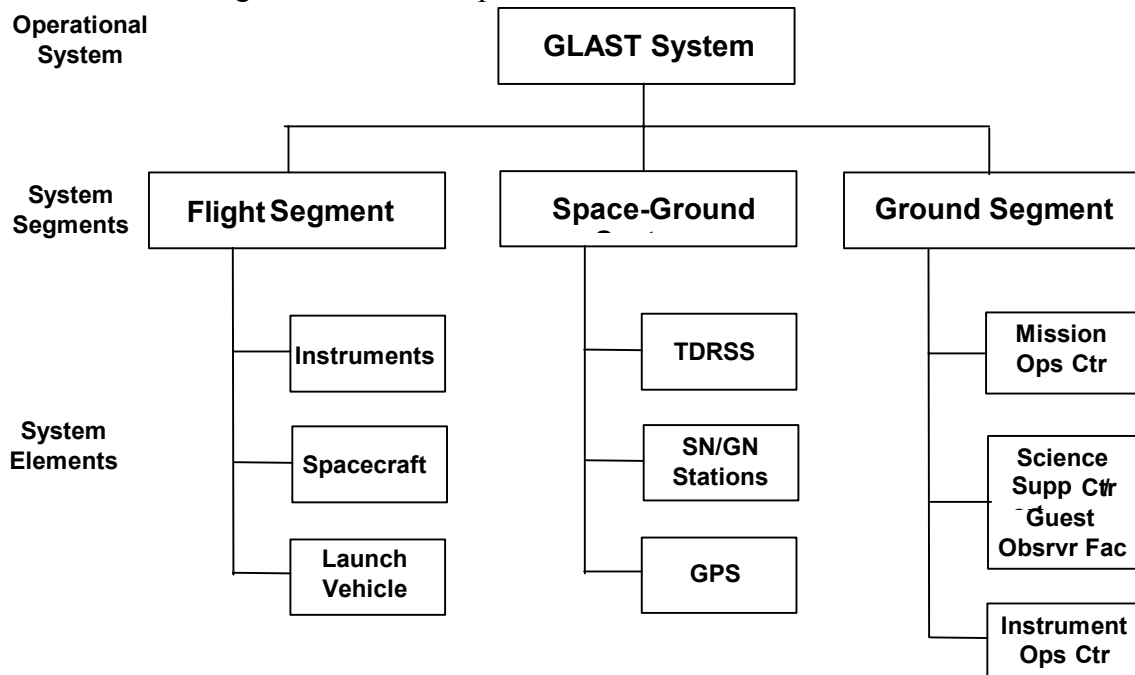 Operational
System
GLAST System
System
Segments
Flight Segment
Space-Ground
Ground Segment
System
Elements
Instruments
Spacecraft
Launch
Vehicle
TDRSS
SN/GN
Stations
GPS
Mission
Ops Ctr
Science
Supp Ctr
Guest
Obsrvr Fac
Instrument
Ops Ctr